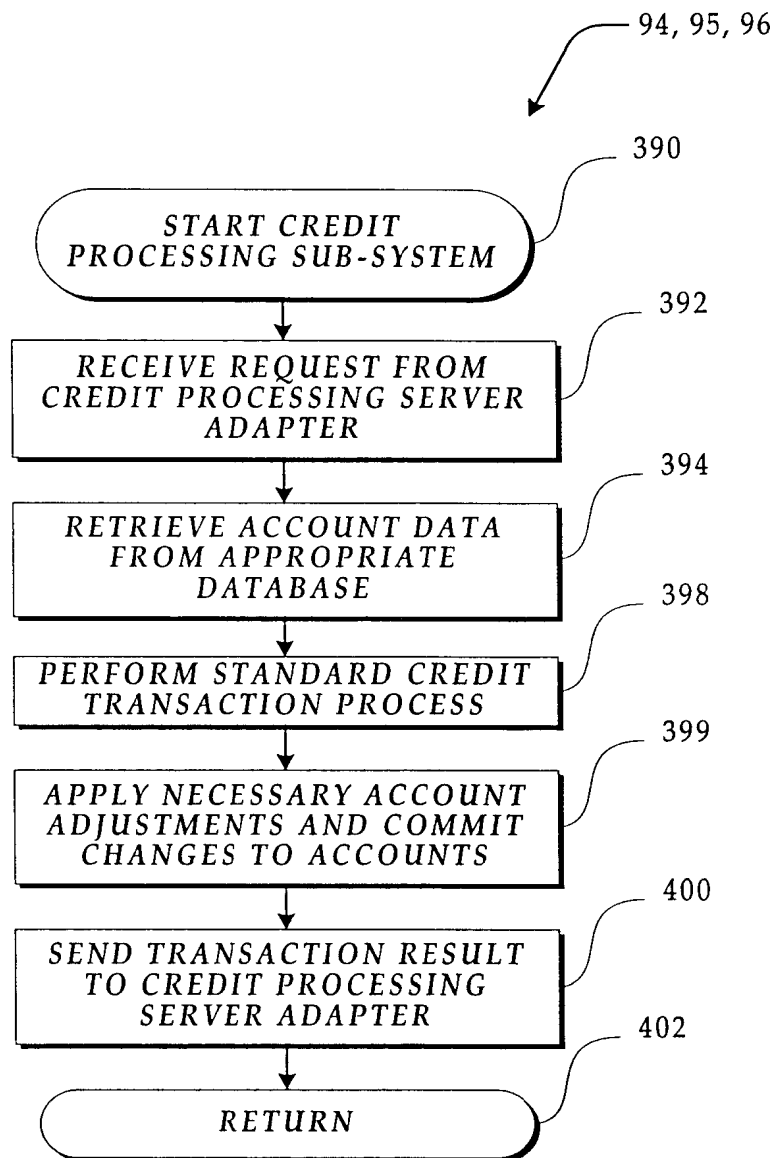 94, 95, 96
390
START CREDIT
PROCESSING SUB-SYSTEM
392
RECEIVE REQUEST FROM
CREDIT PROCESSING SERVER
ADAPTER
394
RETRIEVE ACCOUNT DATA
FROM APPROPRIATE
DATABASE
398
PERFORM STANDARD CREDIT
TRANSACTION PROCESS
399
APPLY NECESSARY ACCOUNT
ADJUSTMENTS AND COMMIT
CHANGES TO ACCOUNTS
400
SEND TRANSACTION RESULT
TO CREDIT PROCESSING
SERVER ADAPTER
402
RETURN